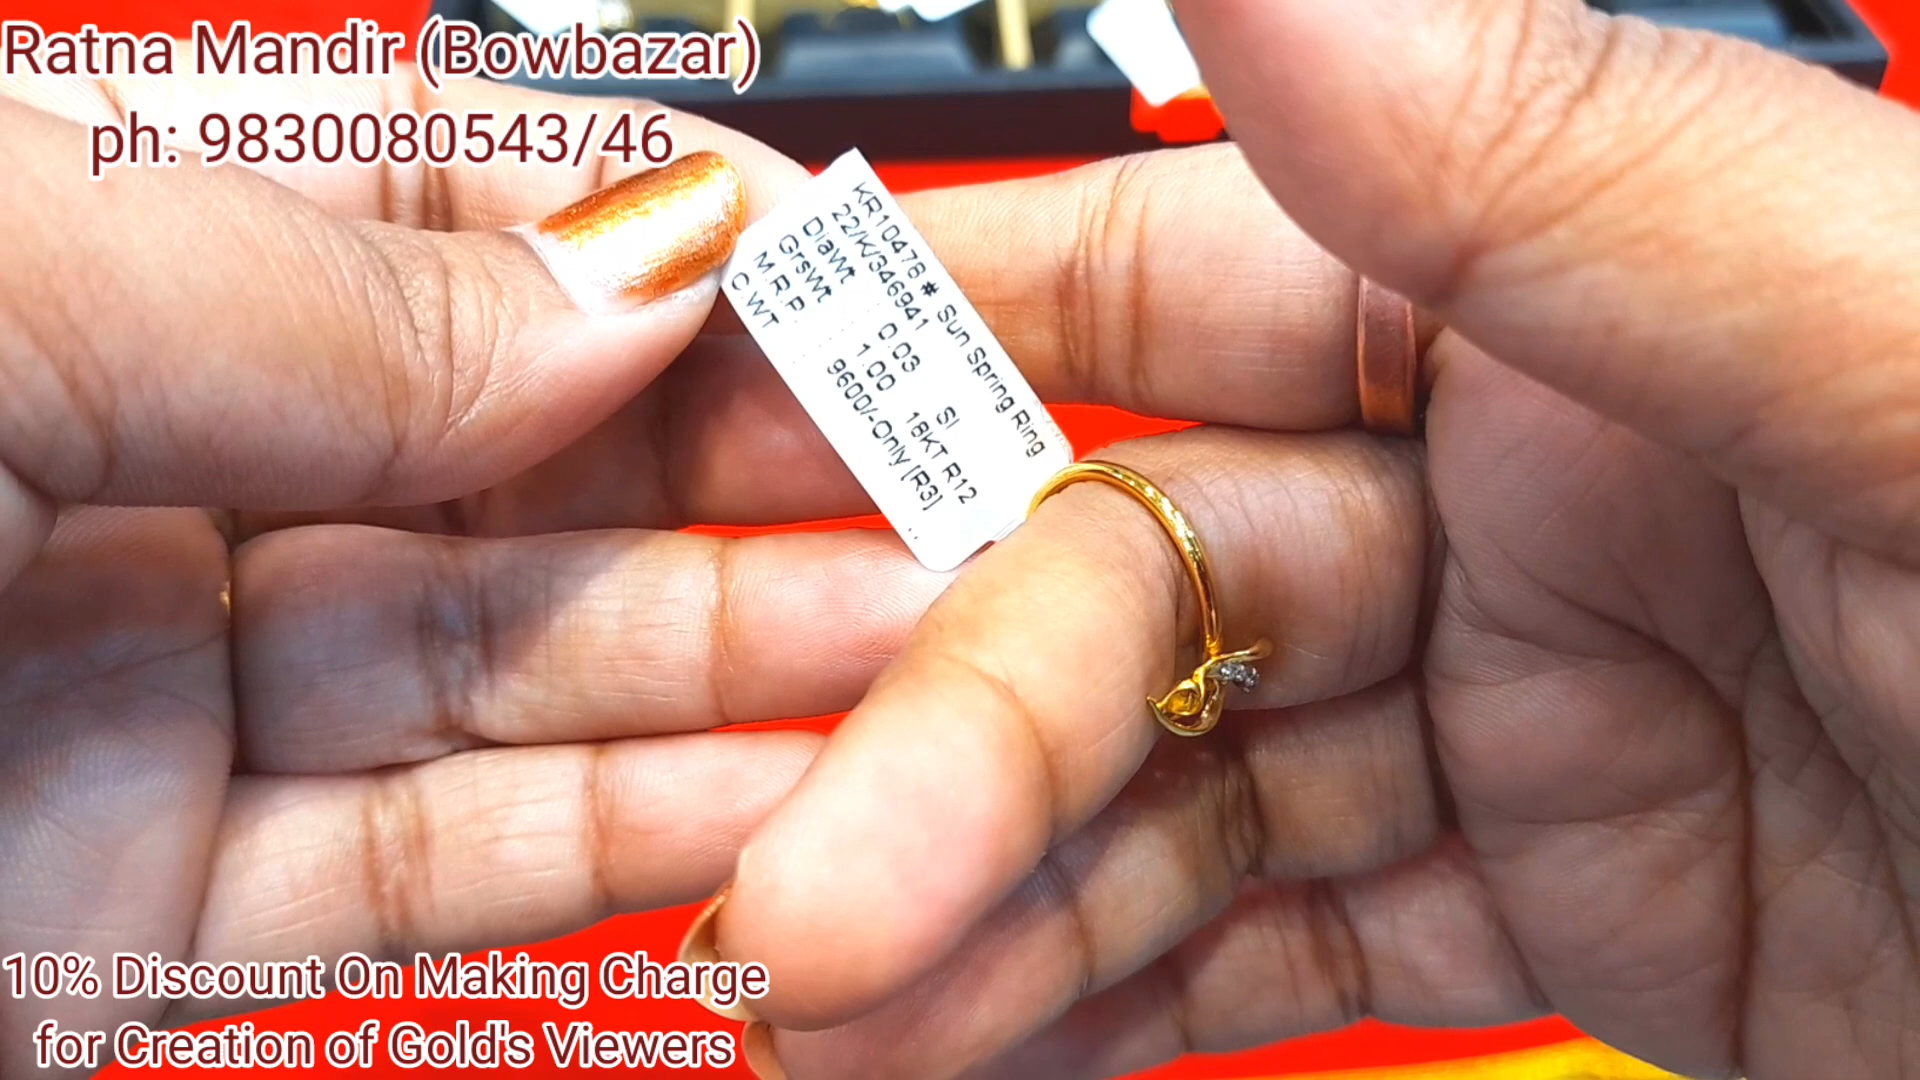 Ratna Mandir (Bowbazar)
ph: 9830080543/46
KR10478 # Sun Spring Ring
22/K/346941
DiaWt : 0.03 SI
GrsWt : 1.00 18KT R12
M.R.P. : 9600/-Only [R3]
C WT
10% Discount On Making Charge
for Creation of Gold's Viewers